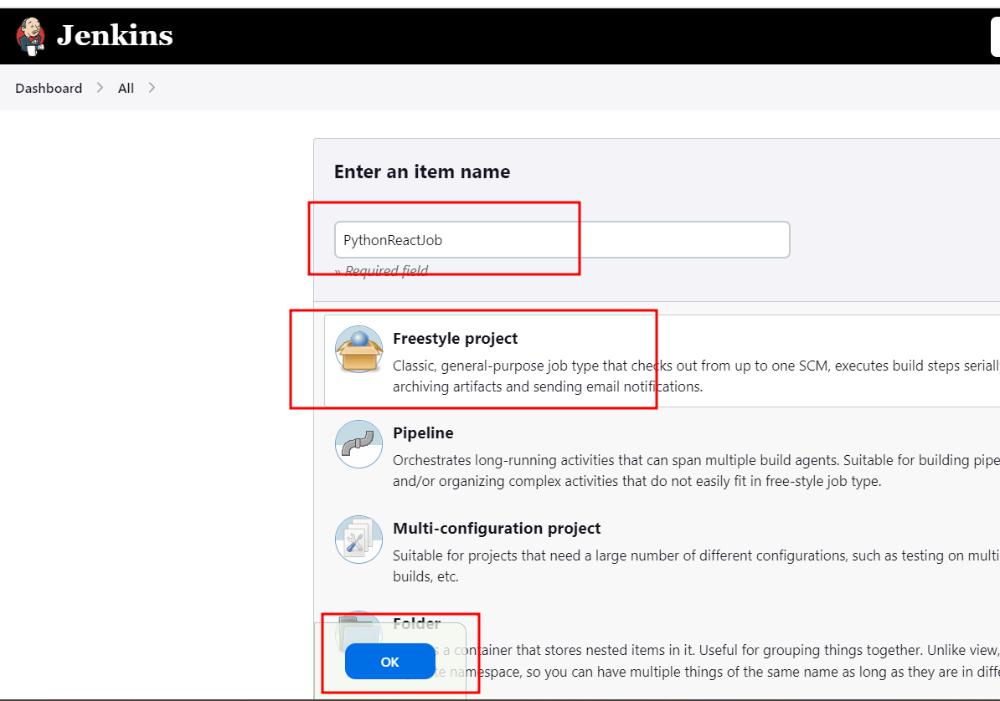 Jenkins
Dashboard > All >
Enter an item name
PythonReactJob
» Required field
Freestyle project
Classic, general-purpose job type that checks out from up to one SCM, executes build steps serial
archiving artifacts and sending email notifications.
Pipeline
Orchestrates long-running activities that can span multiple build agents. Suitable for building pipe
and/or organizing complex activities that do not easily fit in free-style job type.
Multi-configuration project
Suitable for projects that need a large number of different configurations, such as testing on multi
builds, etc.
Folder
a container that stores nested items in it. Useful for grouping things together. Unlike view,
namespace, so you can have multiple things of the same name as long as they are in diffe
OK